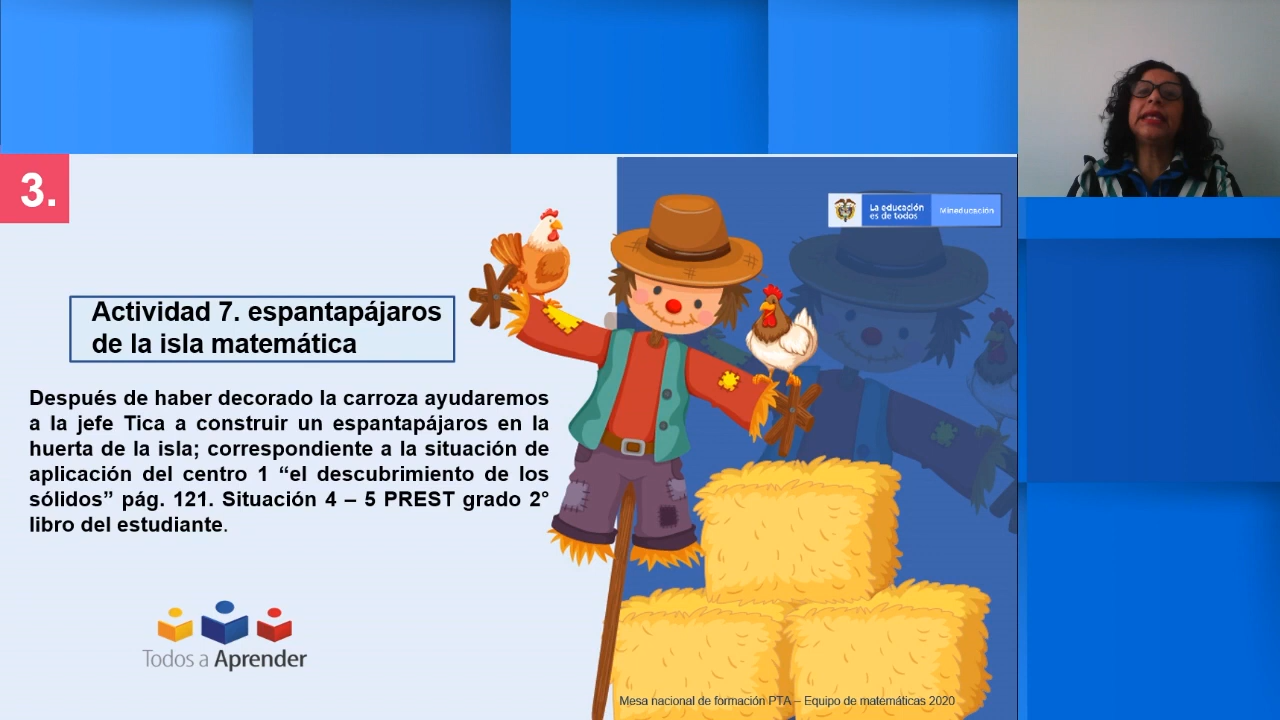 3.
La educación
es de todos
Mineducación
Actividad 7. espantapájaros
de la isla matemática
Después de haber decorado la carroza ayudaremos
a la jefe Tica a construir un espantapájaros en la
huerta de la isla; correspondiente a la situación de
aplicación del centro 1 “el descubrimiento de los
sólidos” pág. 121. Situación 4 – 5 PREST grado 2°
libro del estudiante.
Todos a Aprender
Mesa nacional de formación PTA – Equipo de matemáticas 2020